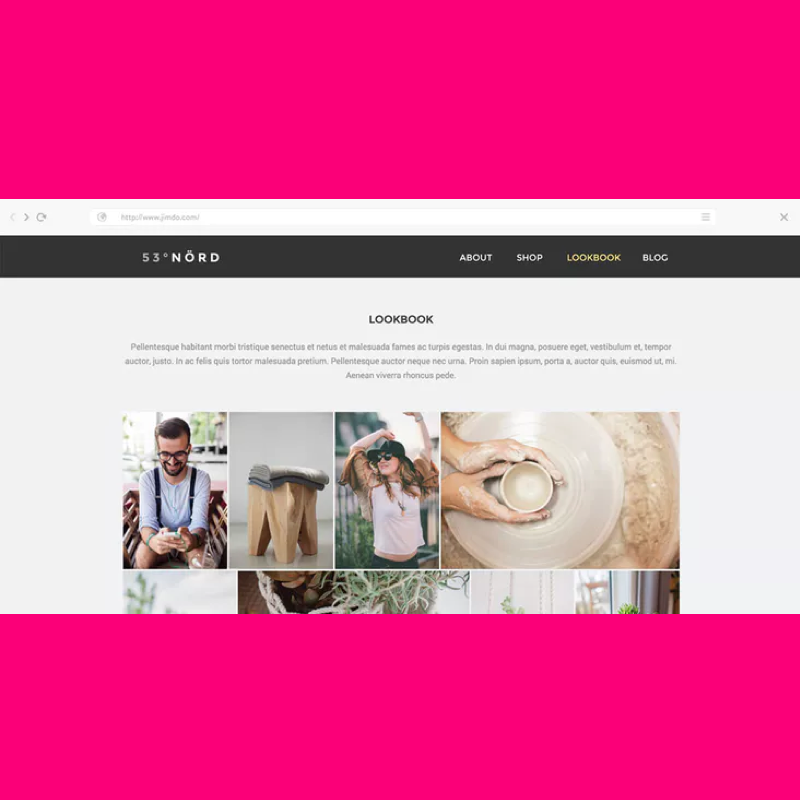 http://www.jimdo.com/
53°NÖRD
ABOUT SHOP LOOKBOOK BLOG
LOOKBOOK
Pellentesque habitant morbi tristique senectus et netus et malesuada fames ac turpis egestas. In dui magna, posuere eget, vestibulum et, tempor
auctor, justo. In ac felis quis tortor malesuada pretium. Pellentesque auctor neque nec urna. Proin sapien ipsum, porta a, auctor quis, euismod ut, mi.
Aenean viverra rhoncus pede.